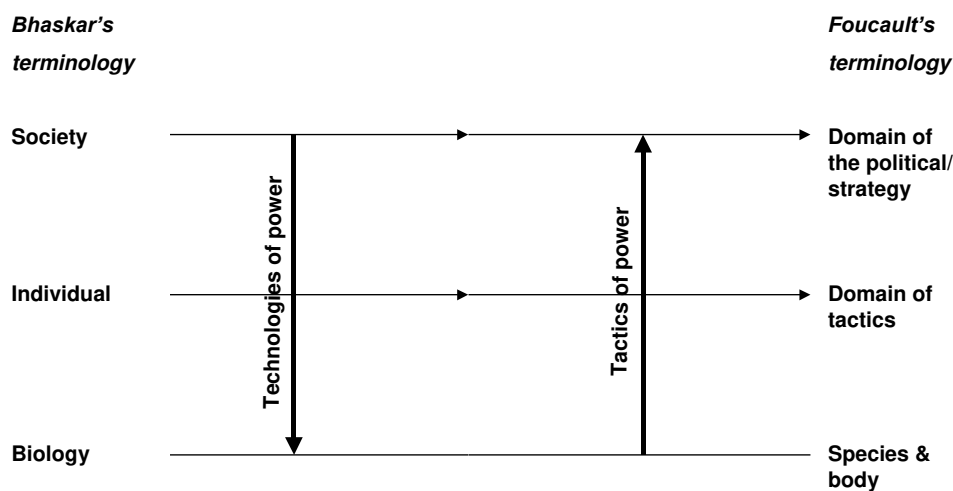 Bhaskar's
terminology
Foucault's
terminology
Society
Domain of
the political/
strategy
Technologies of power
Tactics of power
Individual
Domain of
tactics
Biology
Species &
body